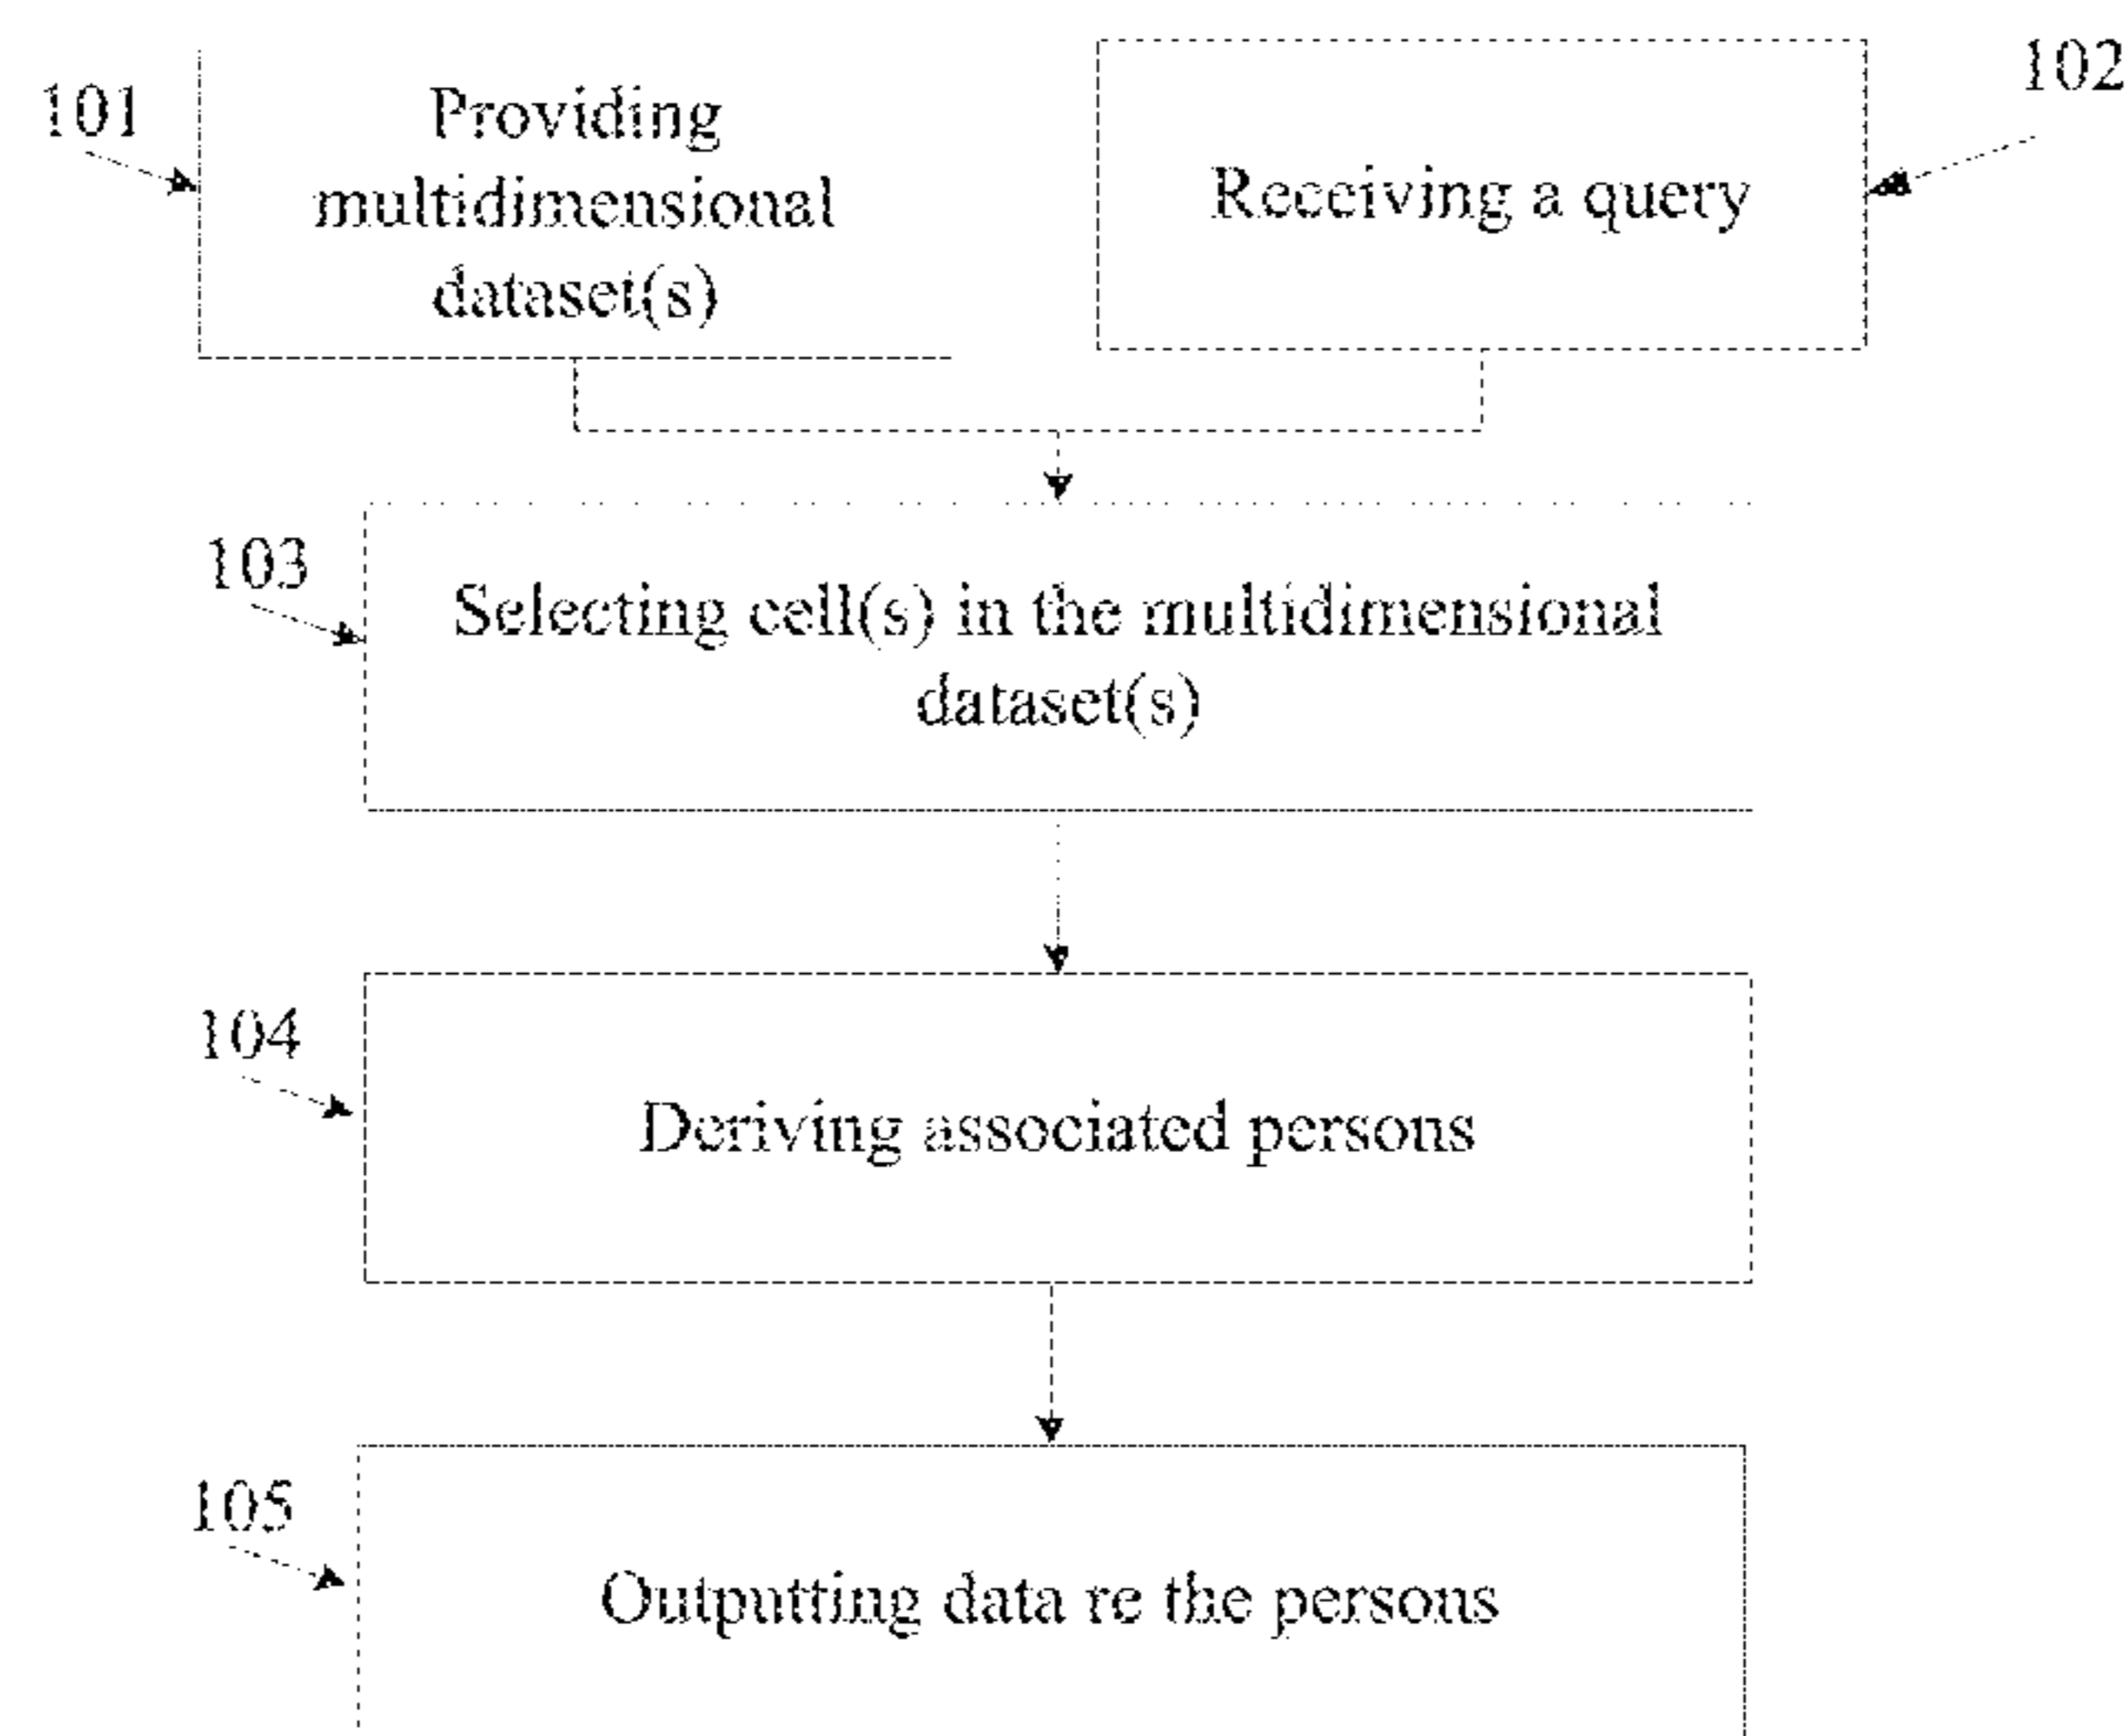 101
Providing
multidimensional
dataset(s)
102
Receiving a query
103
Selecting cell(s) in the multidimensional
dataset(s)
104
Deriving associated persons
105
Outputting data re the persons